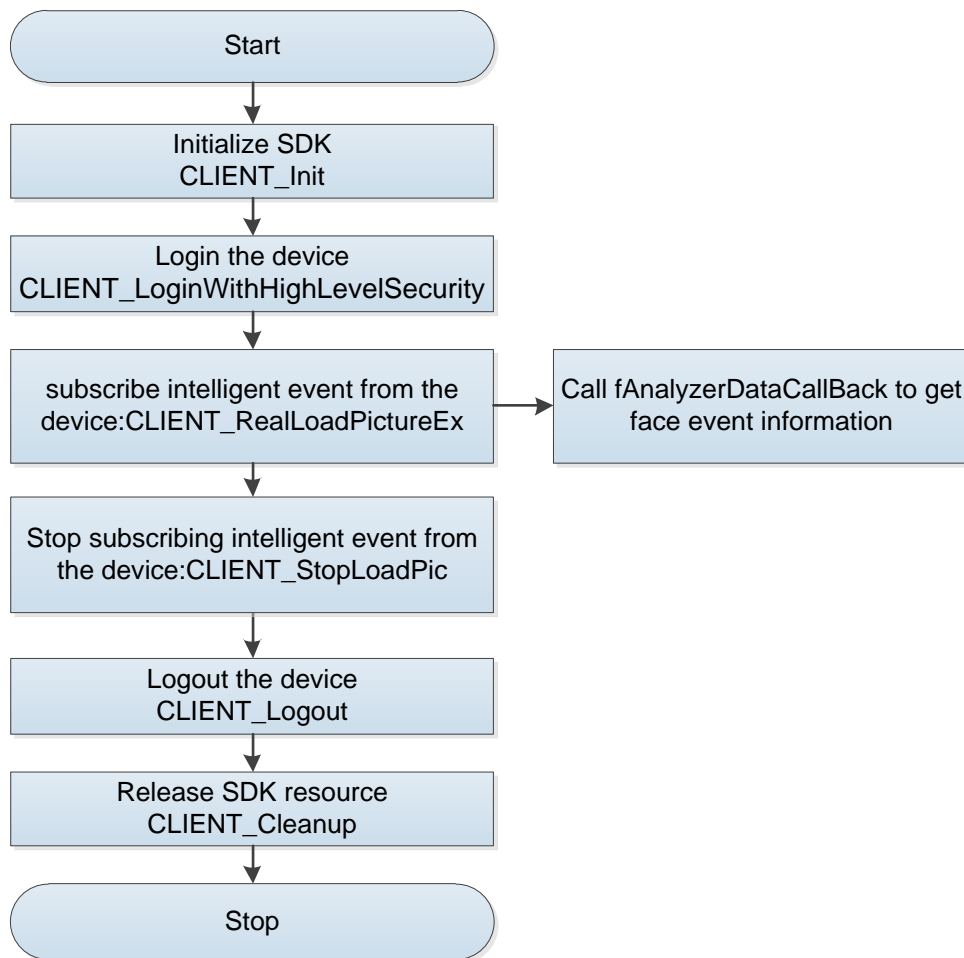 Start
Initialize SDK
CLIENT_Init
Login the device
CLIENT_LoginWithHighLevelSecurity
subscribe intelligent event from the
device:CLIENT_RealLoadPictureEx
Call fAnalyzerDataCallBack to get
face event information
Stop subscribing intelligent event from
the device:CLIENT_StopLoadPic
Logout the device
CLIENT_Logout
Release SDK resource
CLIENT_Cleanup
Stop